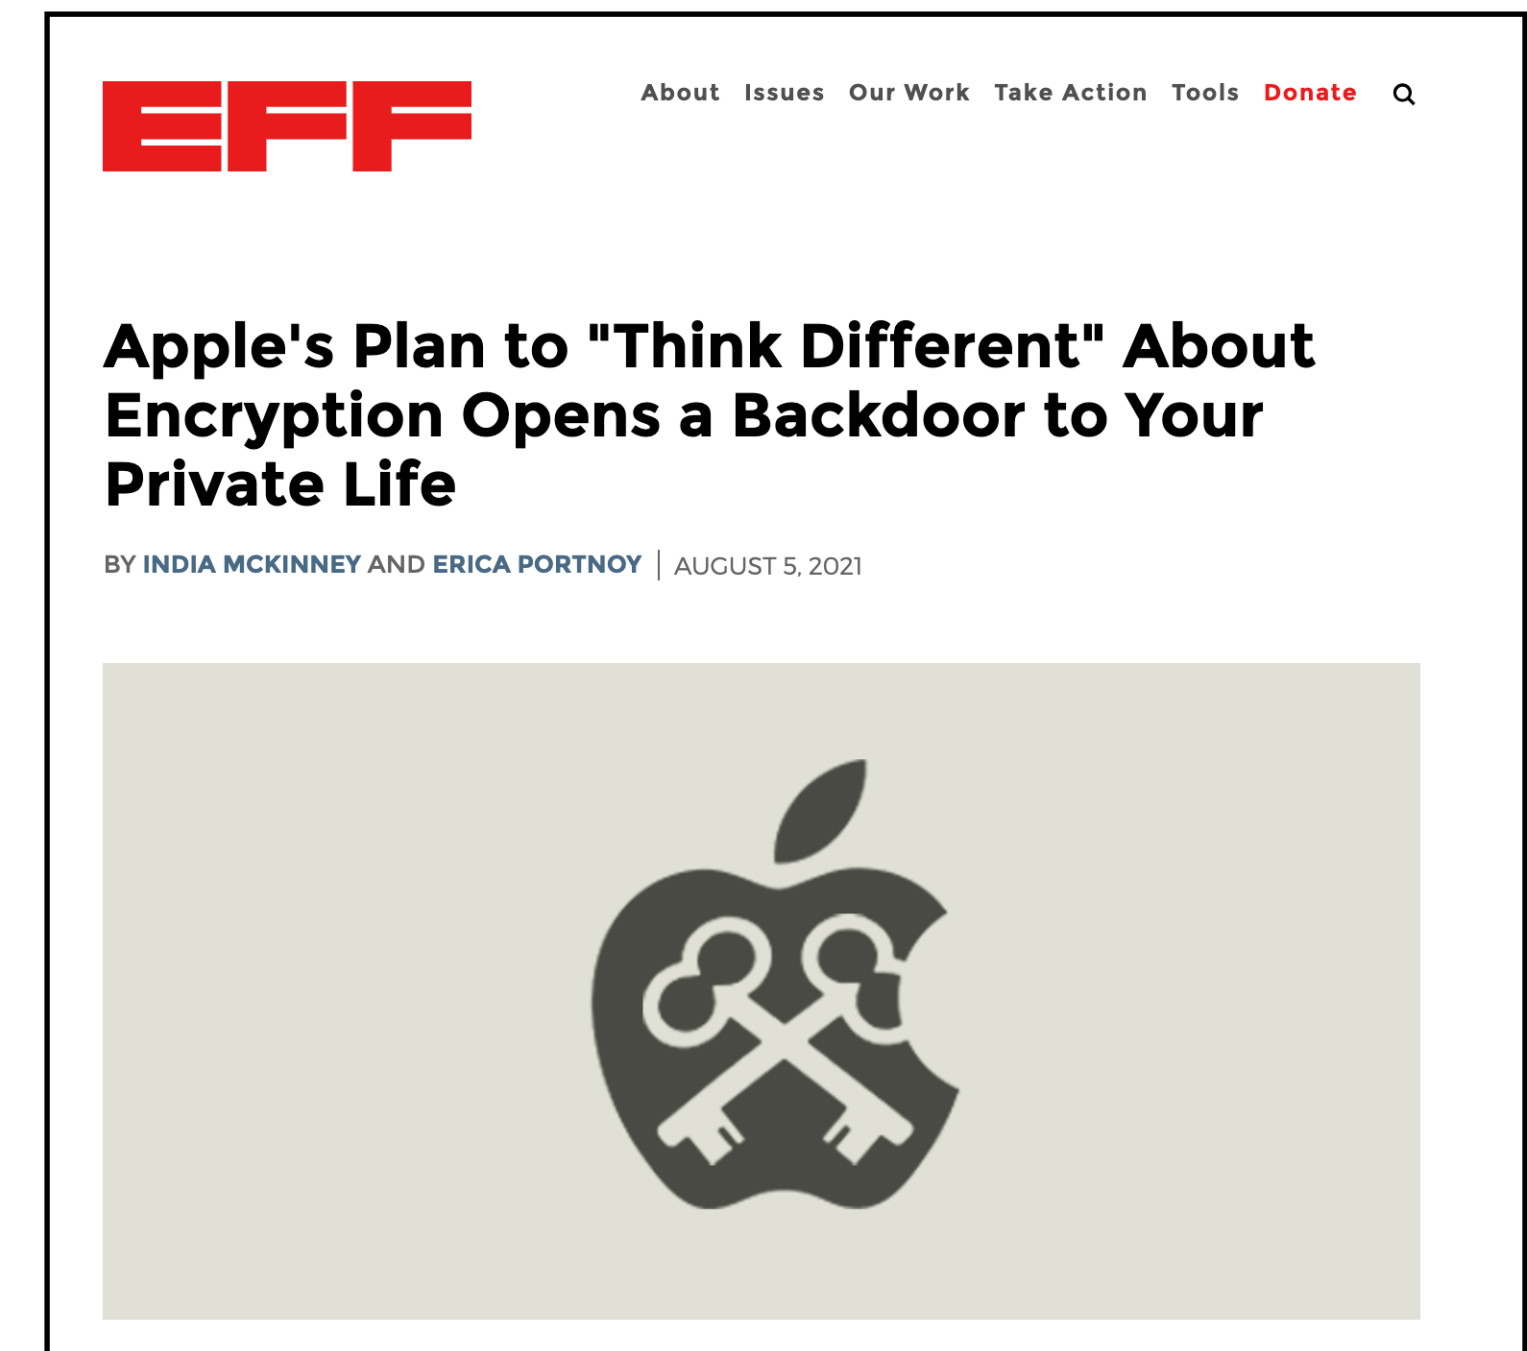 EFF
About Issues Our Work Take Action Tools Donate
Apple's Plan to "Think Different" About
Encryption Opens a Backdoor to Your
Private Life
BY INDIA MCKINNEY AND ERICA PORTNOY | AUGUST 5, 2021